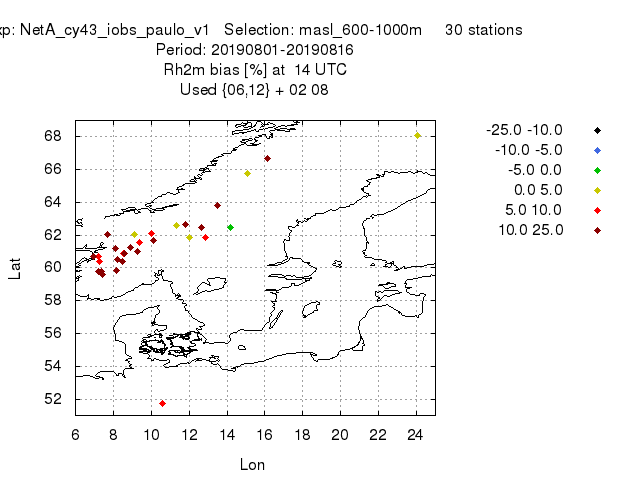 xp: NetA_cy43_iobs_paulo_v1 Selection: masl_600-1000m 30 stations
Period: 20190801-20190816
Rh2m bias [%] at 14 UTC
Used {06,12} + 02 08
-25.0 -10.0
-10.0 -5.0
-5.0 0.0
0.0 5.0
5.0 10.0
10.0 25.0
68
66
64
62
60
58
56
54
52
Lat
6 8 10 12 14 16 18 20 22 24
Lon